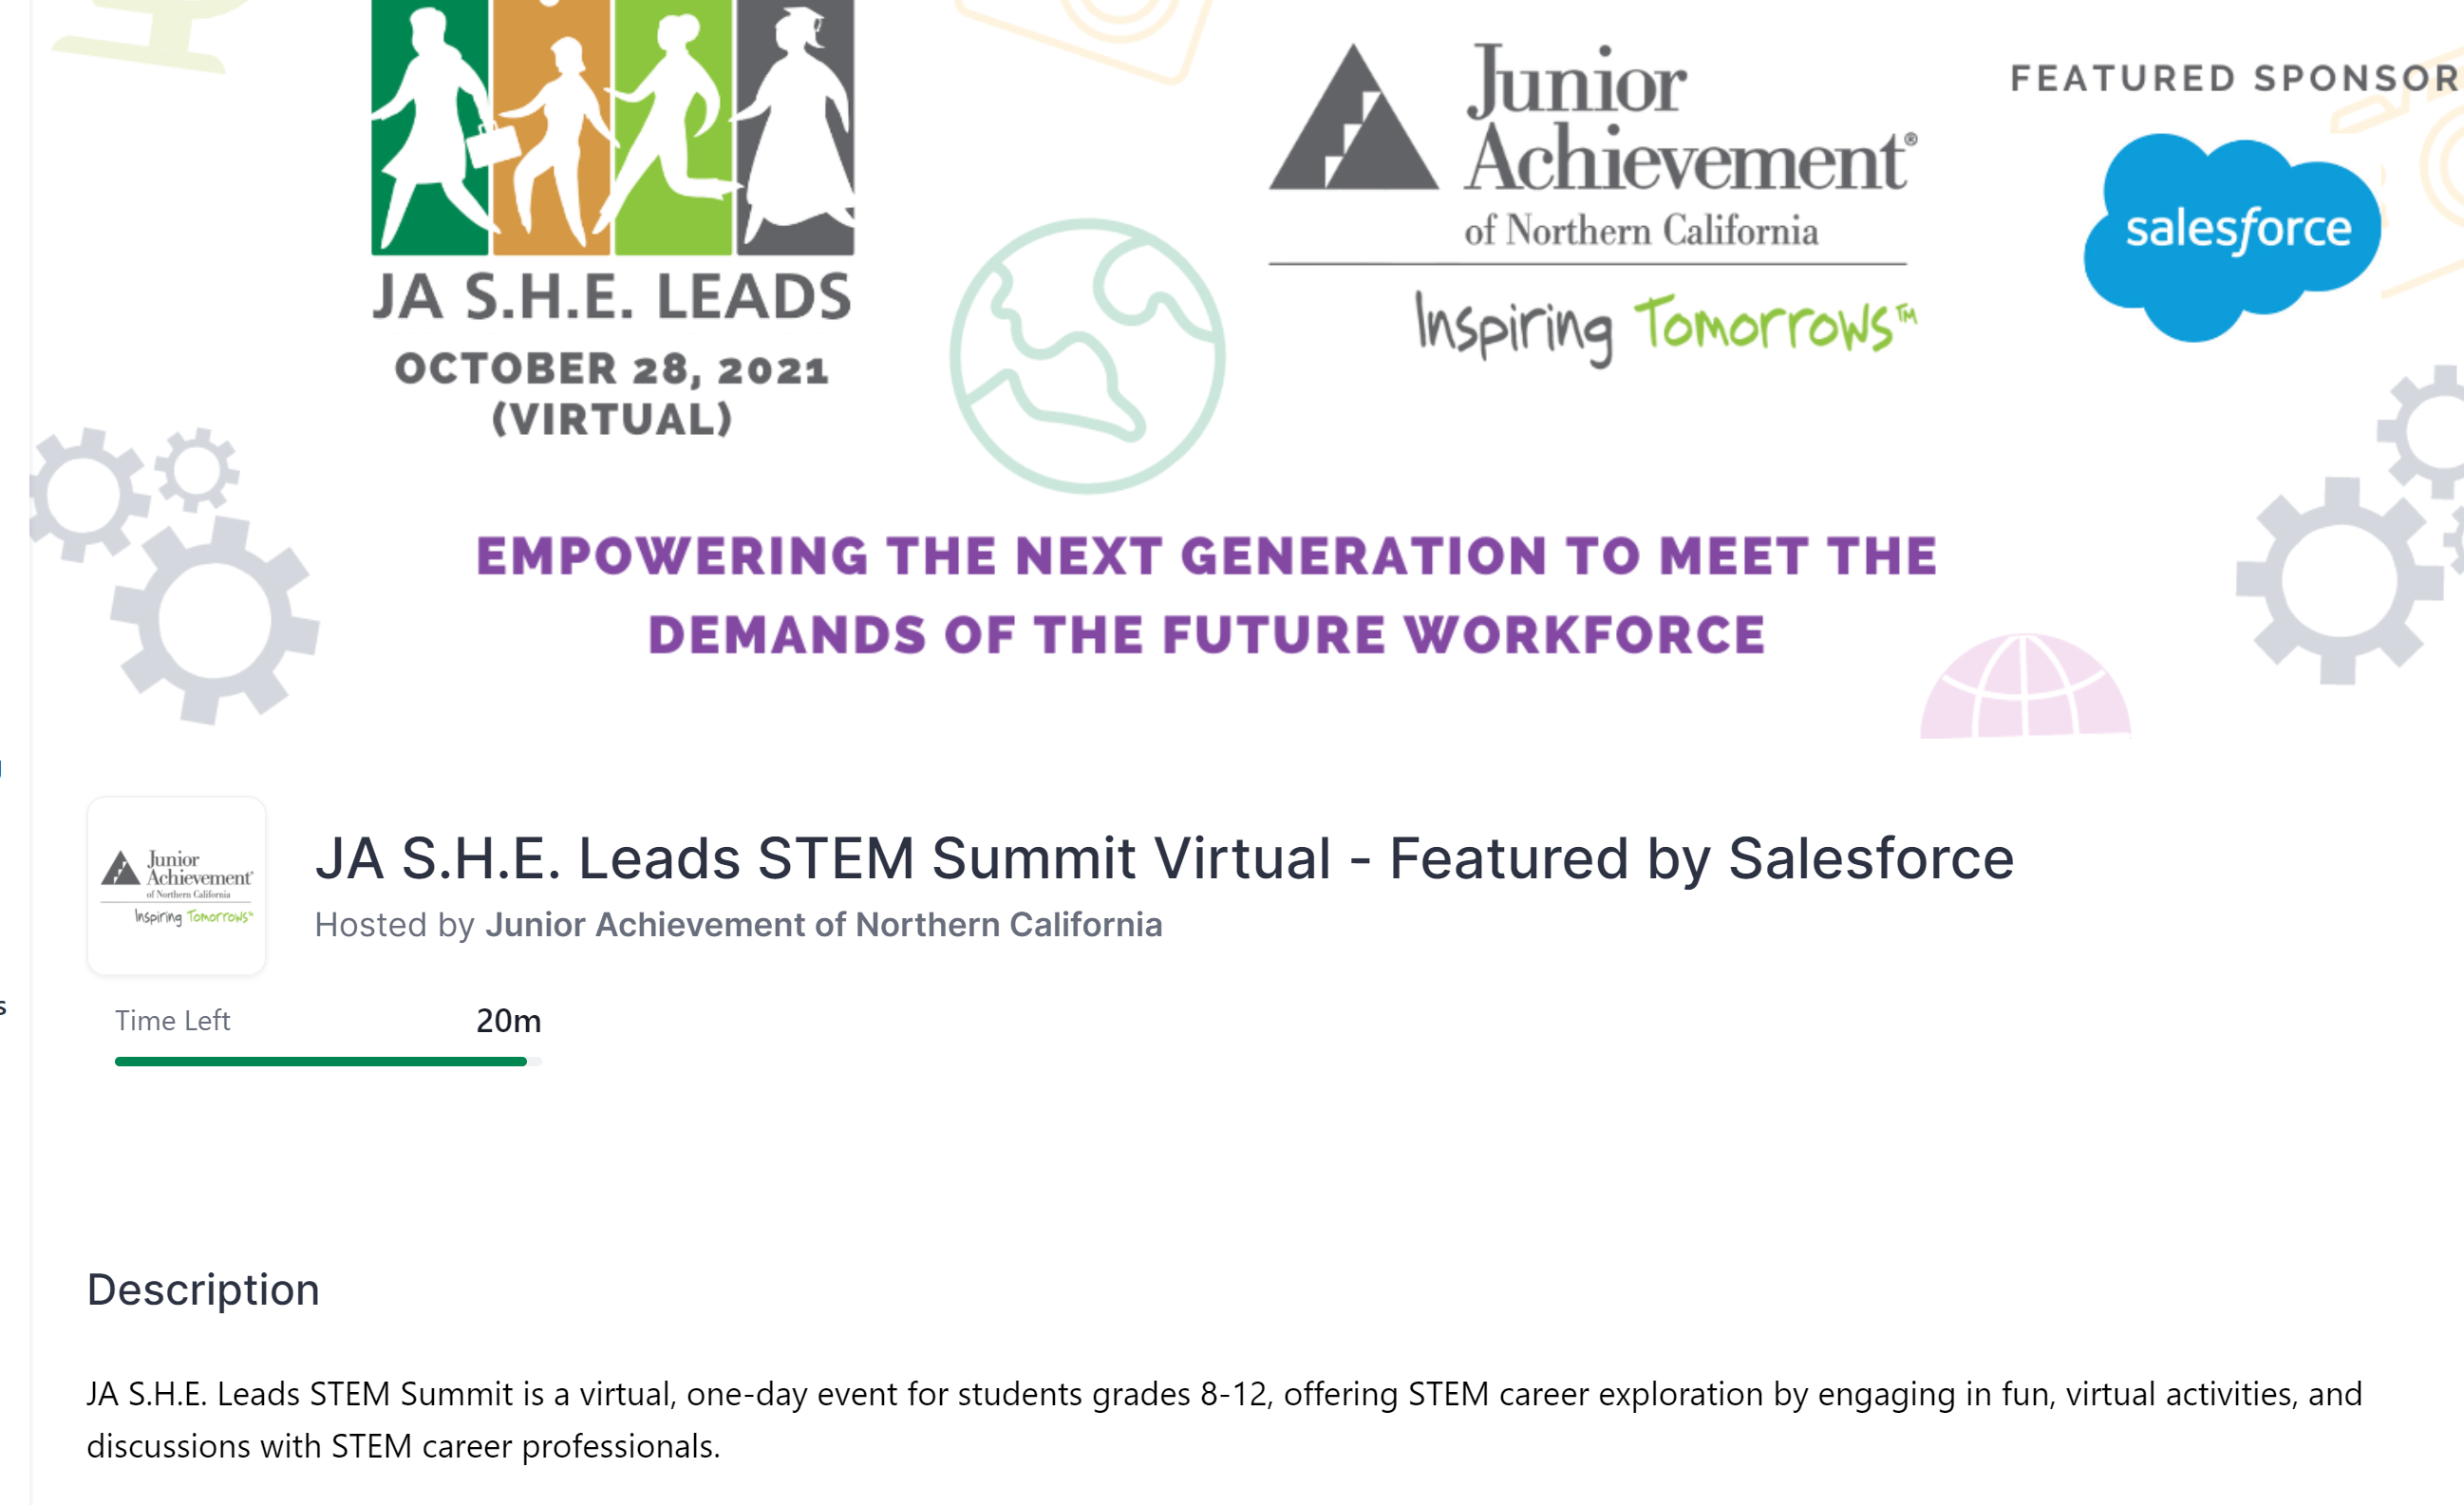 JA S.H.E. LEADS
OCTOBER 28, 2021
(VIRTUAL)
Junior
Achievement®
of Northern California
Inspiring Tomorrows™
FEATURED SPONSOR
salesforce
EMPOWERING THE NEXT GENERATION TO MEET THE
DEMANDS OF THE FUTURE WORKFORCE
Junior
Achievement®
of Northern California
Inspiring Tomorrows™
JA S.H.E. Leads STEM Summit Virtual - Featured by Salesforce
Hosted by Junior Achievement of Northern California
Time Left 20m
Description
JA S.H.E. Leads STEM Summit is a virtual, one-day event for students grades 8-12, offering STEM career exploration by engaging in fun, virtual activities, and
discussions with STEM career professionals.